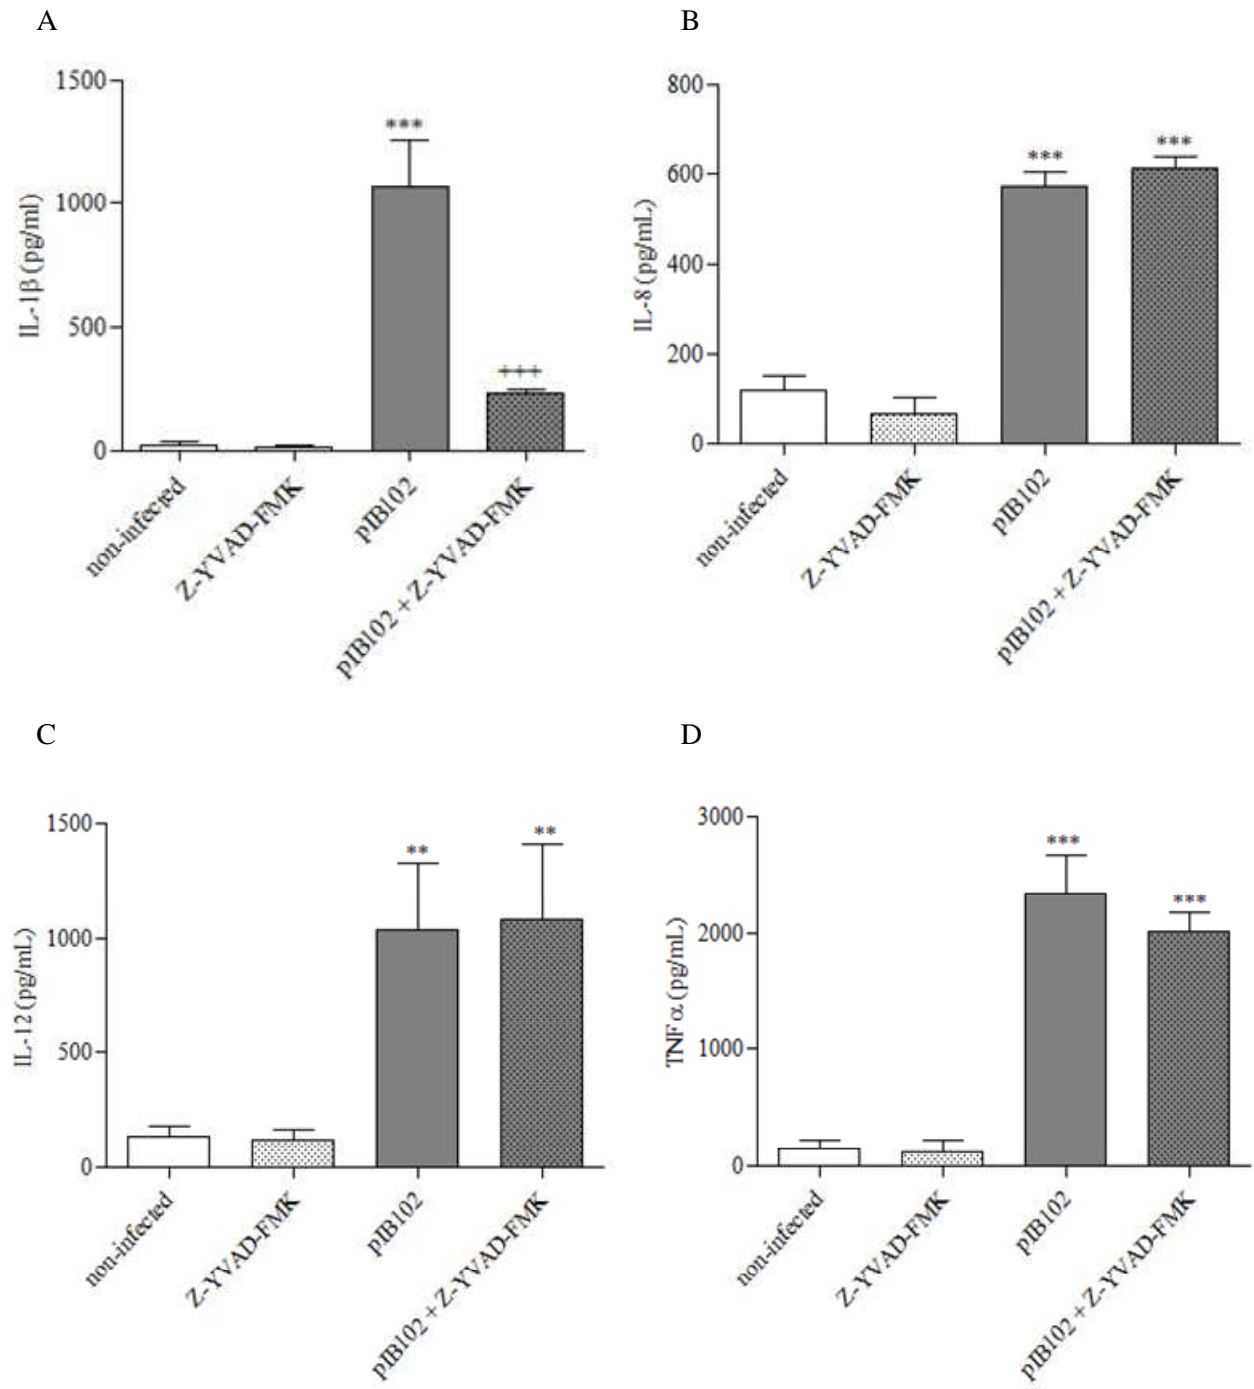 A
1500
1000
500
0
IL-1β (pg/ml)
***
+++
non-infected
Z-YVAD-FMK
pIB102
pIB102 + Z-YVAD-FMK
B
800
600
400
200
0
IL-8 (pg/mL)
***
***
non-infected
Z-YVAD-FMK
pIB102
pIB102 + Z-YVAD-FMK
C
1500
1000
500
0
IL-12 (pg/mL)
**
**
non-infected
Z-YVAD-FMK
pIB102
pIB102 + Z-YVAD-FMK
D
3000
2000
1000
0
TNFα (pg/mL)
***
***
non-infected
Z-YVAD-FMK
pIB102
pIB102 + Z-YVAD-FMK